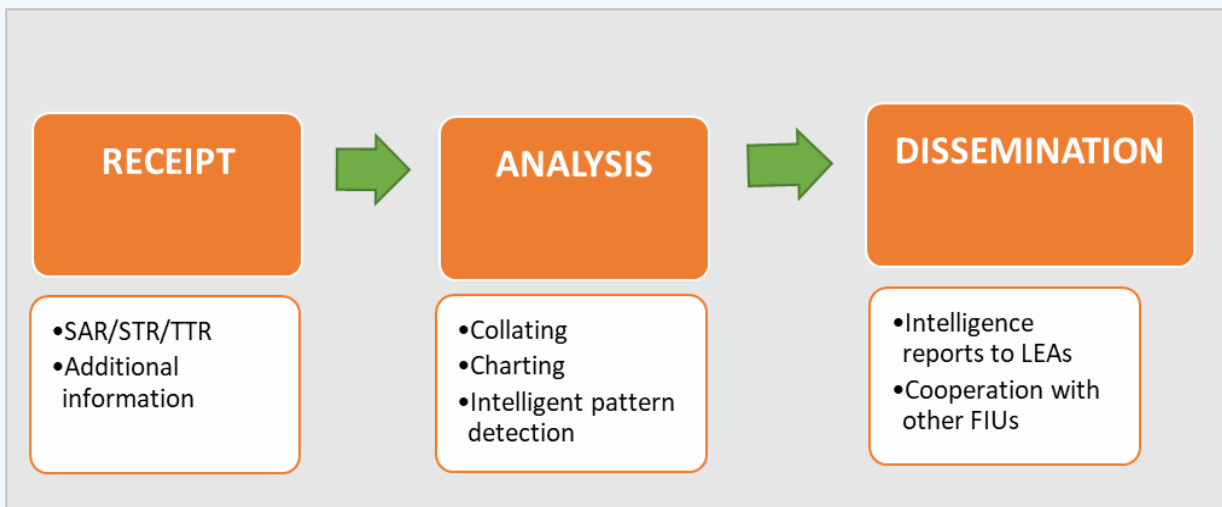 RECEIPT
•SAR/STR/TTR
•Additional
information
ANALYSIS
•Collating
•Charting
•Intelligent pattern
detection
DISSEMINATION
•Intelligence
reports to LEAs
•Cooperation with
other FIUs